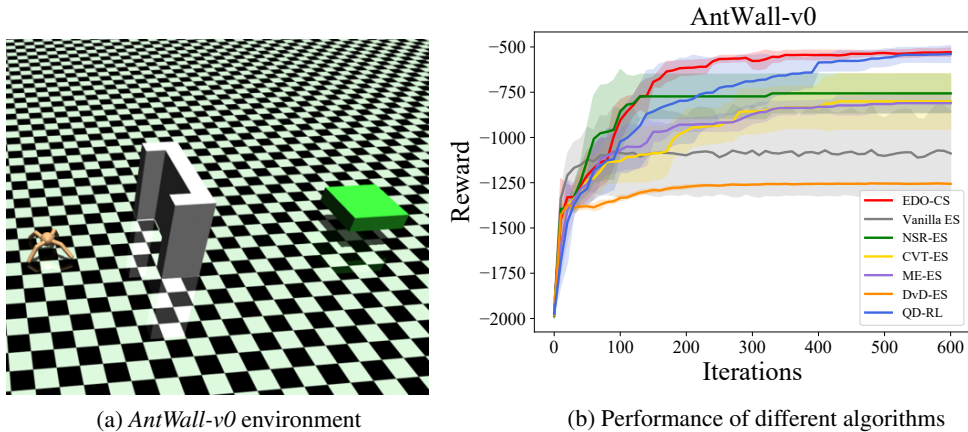 AntWall-v0
−500
−750
−1000
−1250
−1500
−1750
−2000
Reward
EDO-CS
Vanilla ES
NSR-ES
CVT-ES
ME-ES
DvD-ES
QD-RL
0 100 200 300 400 500 600
Iterations
(a) AntWall-v0 environment
(b) Performance of different algorithms